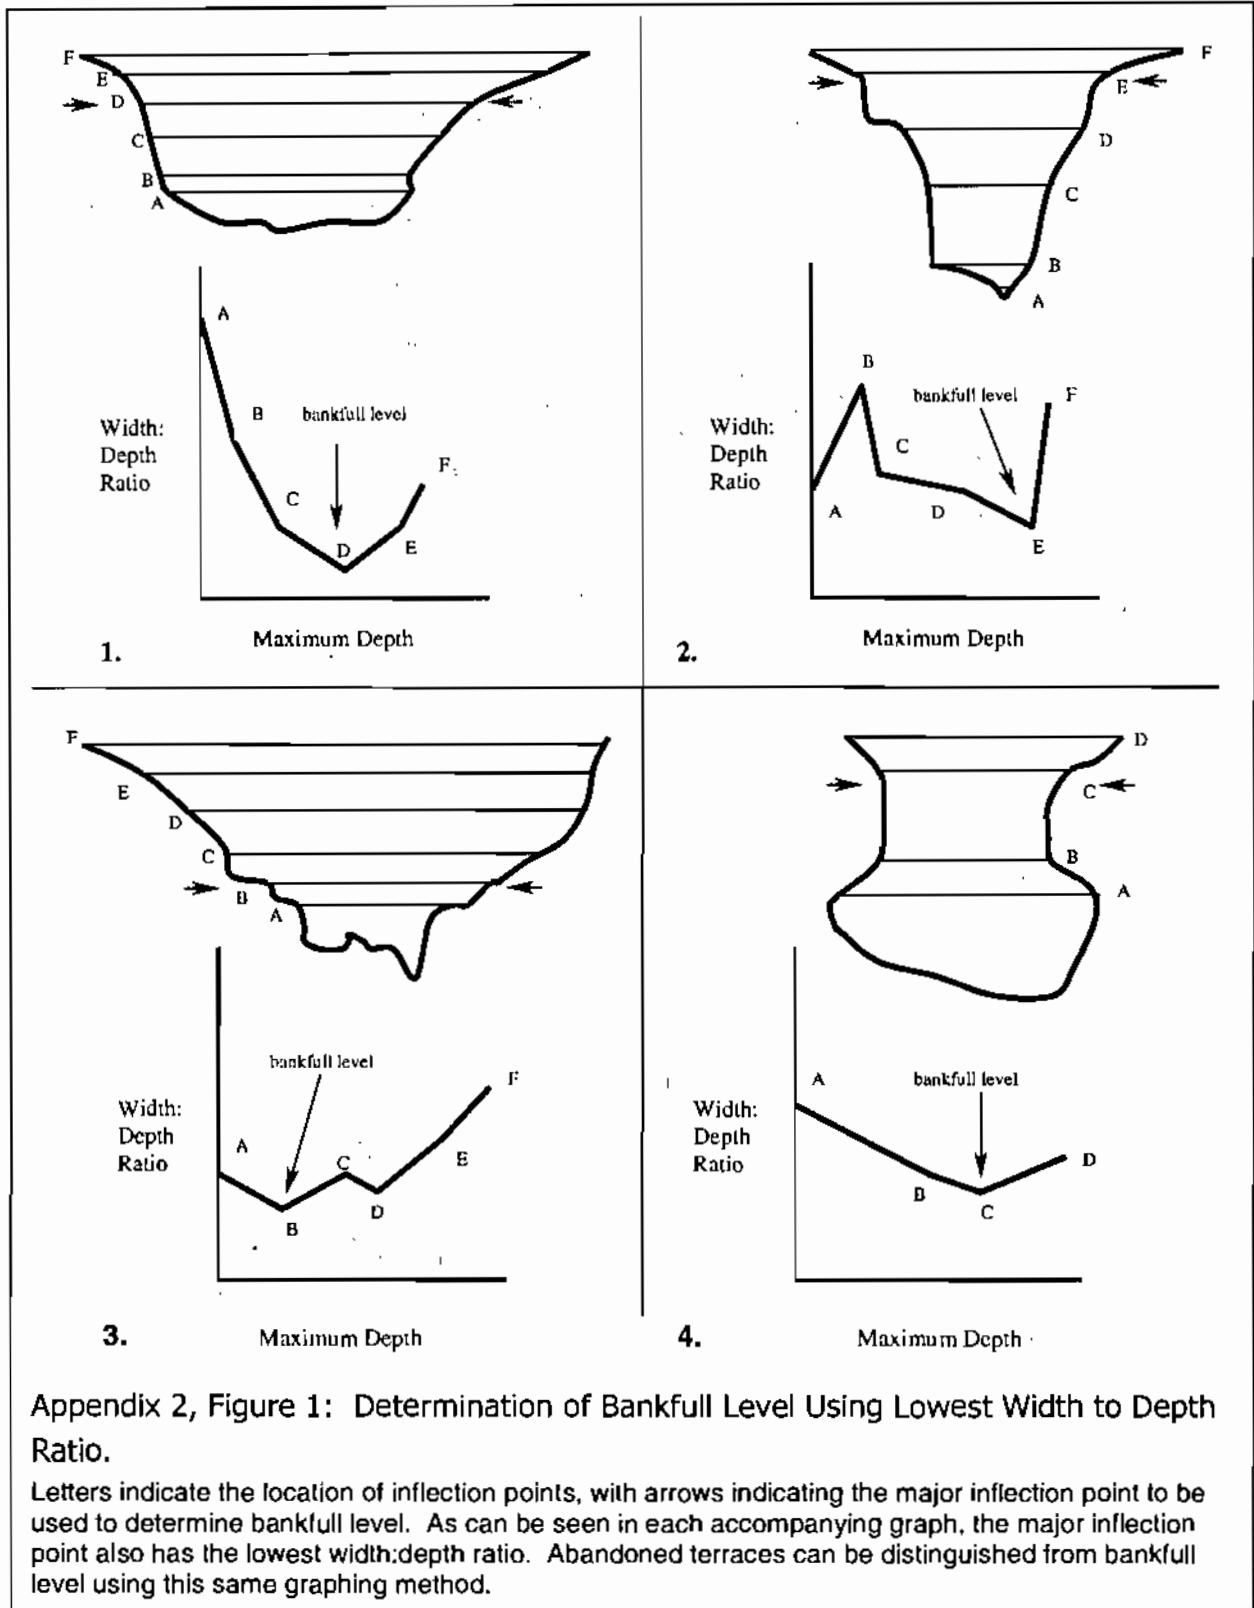 F
E
D
C
B
A
A
B
bankfull level
Width:
Depth
Ratio
C
D
E
F
Maximum Depth
1.
F
E
D
C
B
A
B
bankfull level
F
Width:
Depth
Ratio
C
A
D
E
Maximum Depth
2.
F
E
D
C
B
A
bankfull level
F
Width:
Depth
Ratio
A
C
E
D
B
3.
Maximum Depth
D
C
B
A
A
bankfull level
Width:
Depth
Ratio
D
B
C
4.
Maximum Depth
Appendix 2, Figure 1: Determination of Bankfull Level Using Lowest Width to Depth
Ratio.
Letters indicate the location of inflection points, with arrows indicating the major inflection point to be
used to determine bankfull level. As can be seen in each accompanying graph, the major inflection
point also has the lowest width:depth ratio. Abandoned terraces can be distinguished from bankfull
level using this same graphing method.